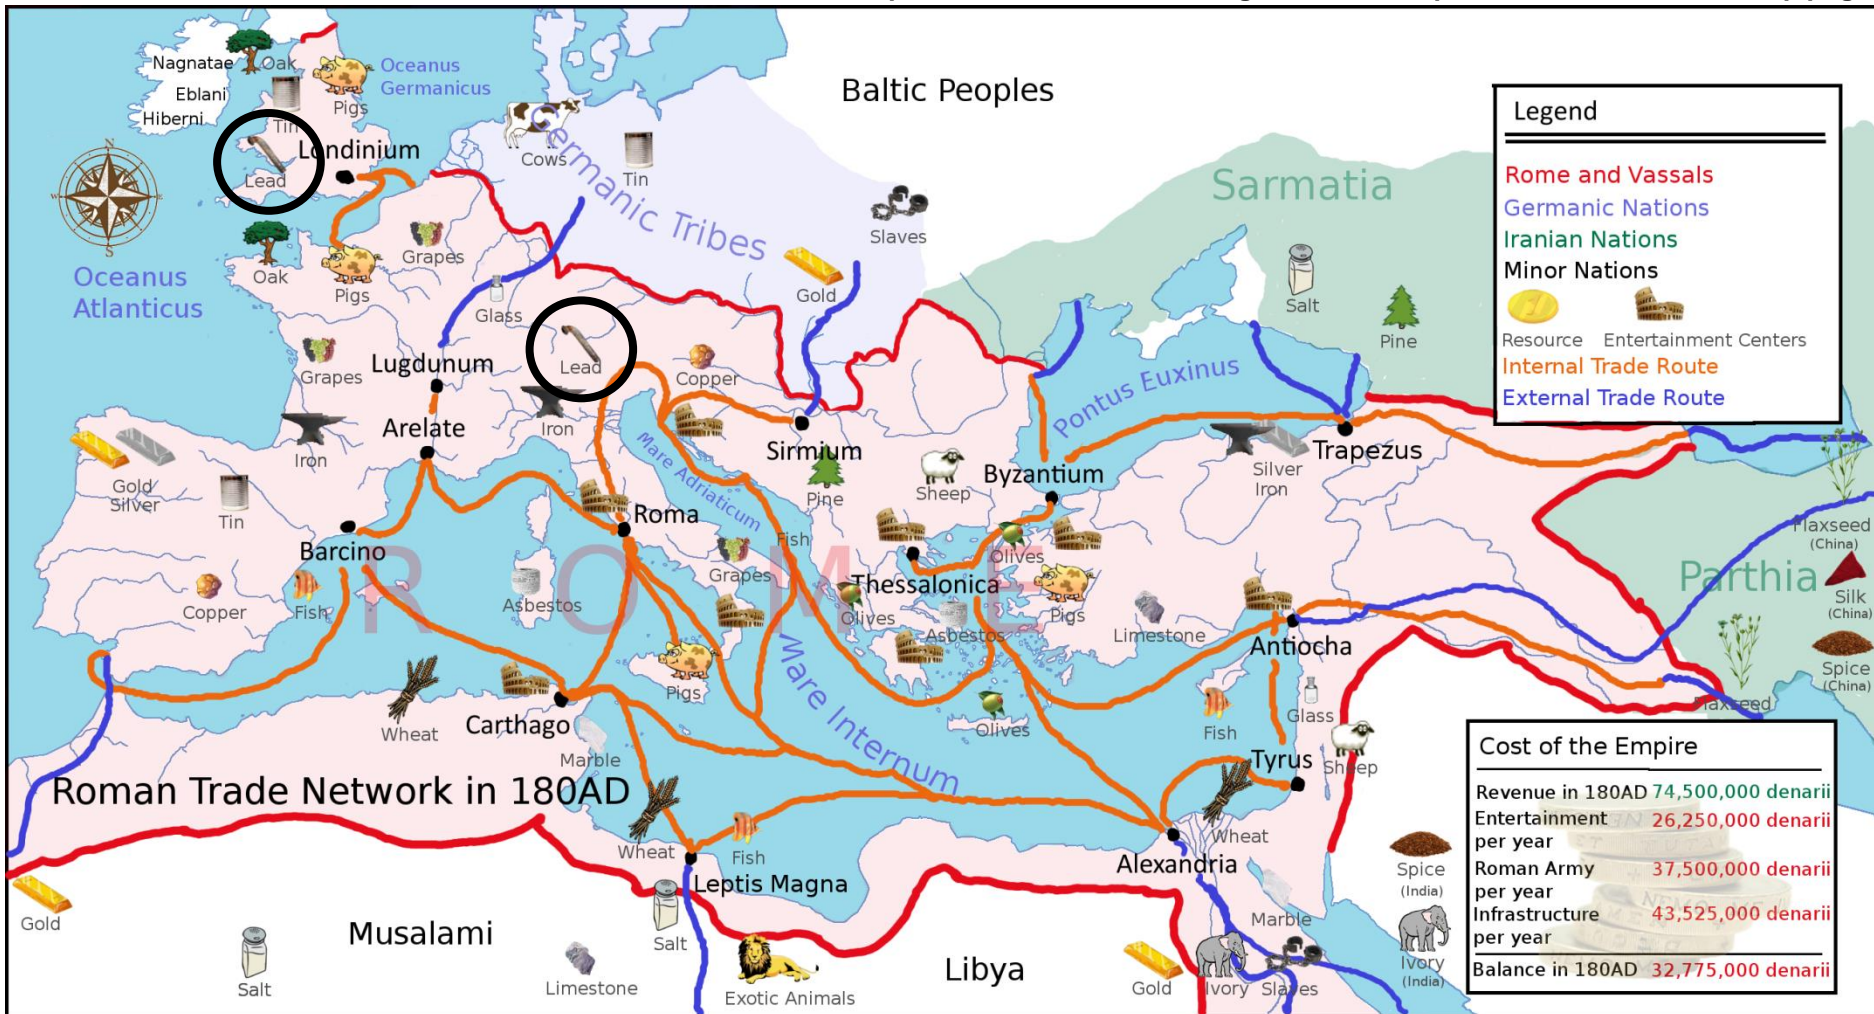 Nagnatae
Eblani
Hiberni
Oak
Tin
Pigs
Oceanus
Germanicus
Lead
Londinium
N
W
E
S
Oceanus
Atlanticus
Oak
Pigs
Grapes
Glass
Cows
Tin
Germanic Tribes
Slaves
Gold
Baltic Peoples
Sarmatia
Salt
Pine
Legend
Rome and Vassals
Germanic Nations
Iranian Nations
Minor Nations
Resource
Entertainment Centers
Internal Trade Route
External Trade Route
Grapes
Lugdunum
Lead
Copper
Iron
Arelate
Iron
Gold
Silver
Tin
Barcino
Copper
Fish
Asbestos
Roma
Mare Adriaticum
Sirmium
Pine
Sheep
Byzantium
Pontus Euxinus
Trapezus
Silver
Iron
Flaxseed
(China)
Silk
(China)
Spice
(China)
Parthia
Flaxseed
ROME
Grapes
Fish
Olives
Thessalonica
Asbestos
Olives
Pigs
Limestone
Antiocha
Pigs
Mare Internum
Olives
Fish
Glass
Sheep
Tyrus
Wheat
Carthago
Marble
Roman Trade Network in 180AD
Wheat
Fish
Leptis Magna
Wheat
Alexandria
Marble
Spice
(India)
Ivory
(India)
Gold
Salt
Musalami
Limestone
Salt
Exotic Animals
Libya
Gold
Ivory
Slaves
Cost of the Empire
Revenue in 180AD 74,500,000 denarii
Entertainment 26,250,000 denarii
per year
Roman Army 37,500,000 denarii
per year
Infrastructure 43,525,000 denarii
per year
Balance in 180AD 32,775,000 denarii